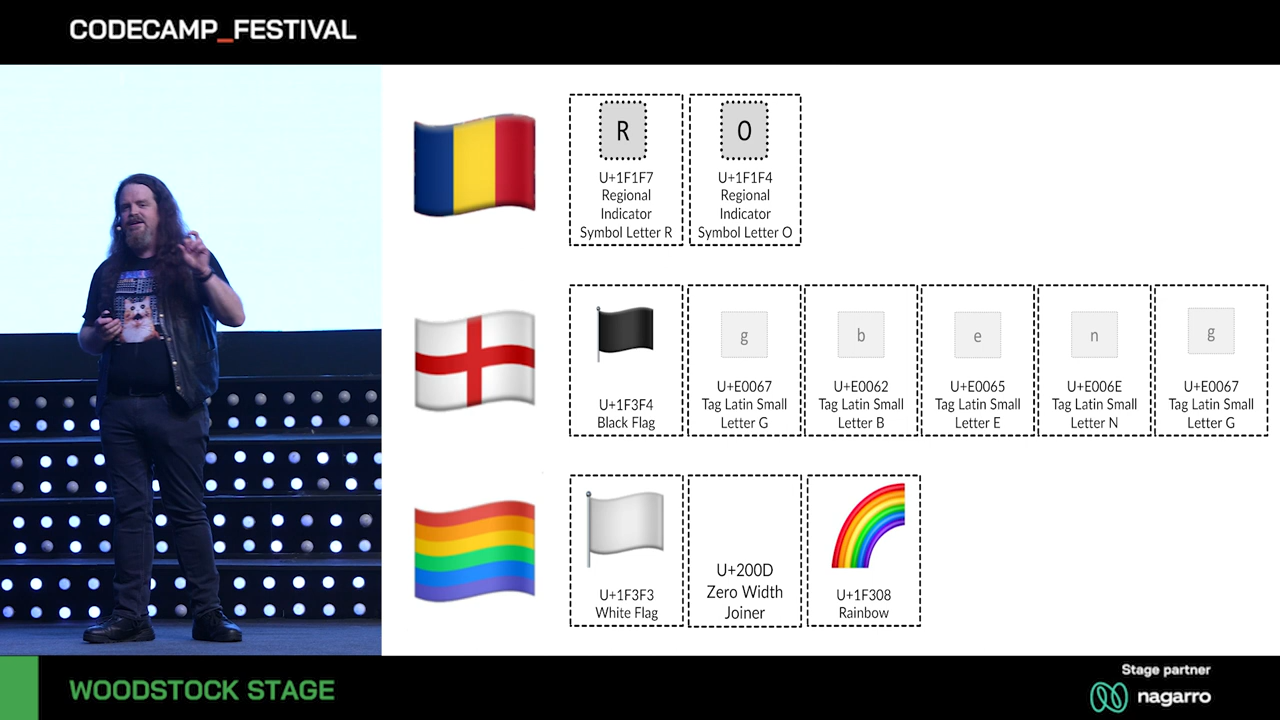 CODECAMP_FESTIVAL
R
O
U+1F1F7
Regional
Indicator
Symbol Letter R
U+1F1F4
Regional
Indicator
Symbol Letter O
g
b
e
n
g
U+1F3F4
Black Flag
U+E0067
Tag Latin Small
Letter G
U+E0062
Tag Latin Small
Letter B
U+E0065
Tag Latin Small
Letter E
U+E006E
Tag Latin Small
Letter N
U+E0067
Tag Latin Small
Letter G
U+1F3F3
White Flag
U+200D
Zero Width
Joiner
U+1F308
Rainbow
WOODSTOCK STAGE
Stage partner
nagarro